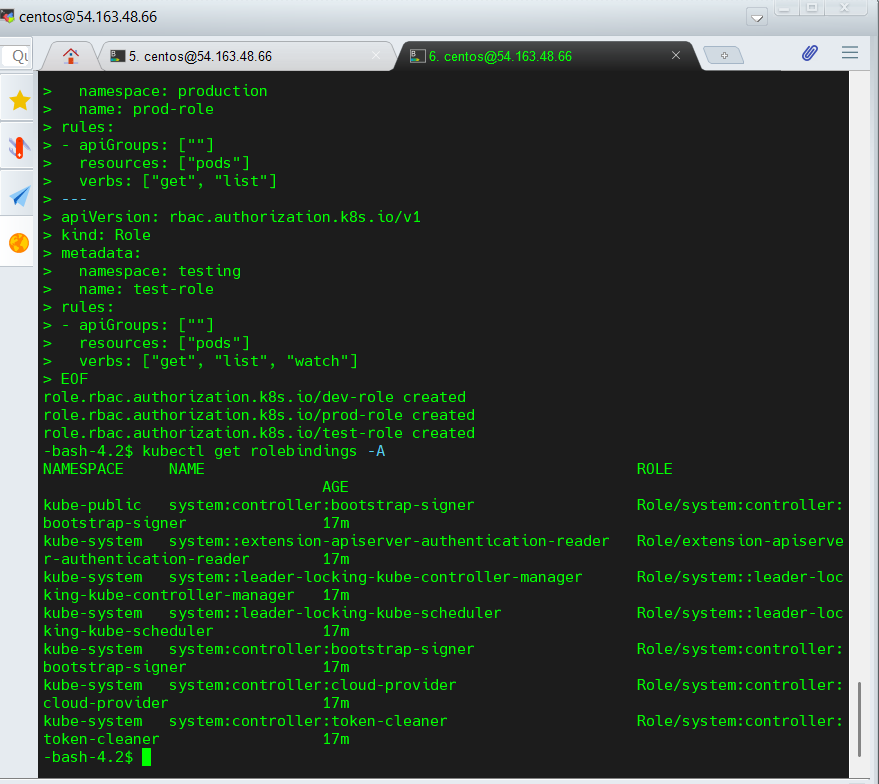 centos@54.163.48.66
Qu
5. centos@54.163.48.66
6. centos@54.163.48.66
>   namespace: production
>   name: prod-role
> rules:
> - apiGroups: [""]
>   resources: ["pods"]
>   verbs: ["get", "list"]
> ---
> apiVersion: rbac.authorization.k8s.io/v1
> kind: Role
> metadata:
>   namespace: testing
>   name: test-role
> rules:
> - apiGroups: [""]
>   resources: ["pods"]
>   verbs: ["get", "list", "watch"]
> EOF
role.rbac.authorization.k8s.io/dev-role created
role.rbac.authorization.k8s.io/prod-role created
role.rbac.authorization.k8s.io/test-role created
-bash-4.2$ kubectl get rolebindings -A
NAMESPACE     NAME                                                ROLE
                               AGE
kube-public   system:controller:bootstrap-signer                  Role/system:controller:
bootstrap-signer               17m
kube-system   system::extension-apiserver-authentication-reader   Role/extension-apiserve
r-authentication-reader        17m
kube-system   system::leader-locking-kube-controller-manager      Role/system::leader-loc
king-kube-controller-manager   17m
kube-system   system::leader-locking-kube-scheduler               Role/system::leader-loc
king-kube-scheduler            17m
kube-system   system:controller:bootstrap-signer                  Role/system:controller:
bootstrap-signer               17m
kube-system   system:controller:cloud-provider                    Role/system:controller:
cloud-provider                 17m
kube-system   system:controller:token-cleaner                     Role/system:controller:
token-cleaner                  17m
-bash-4.2$